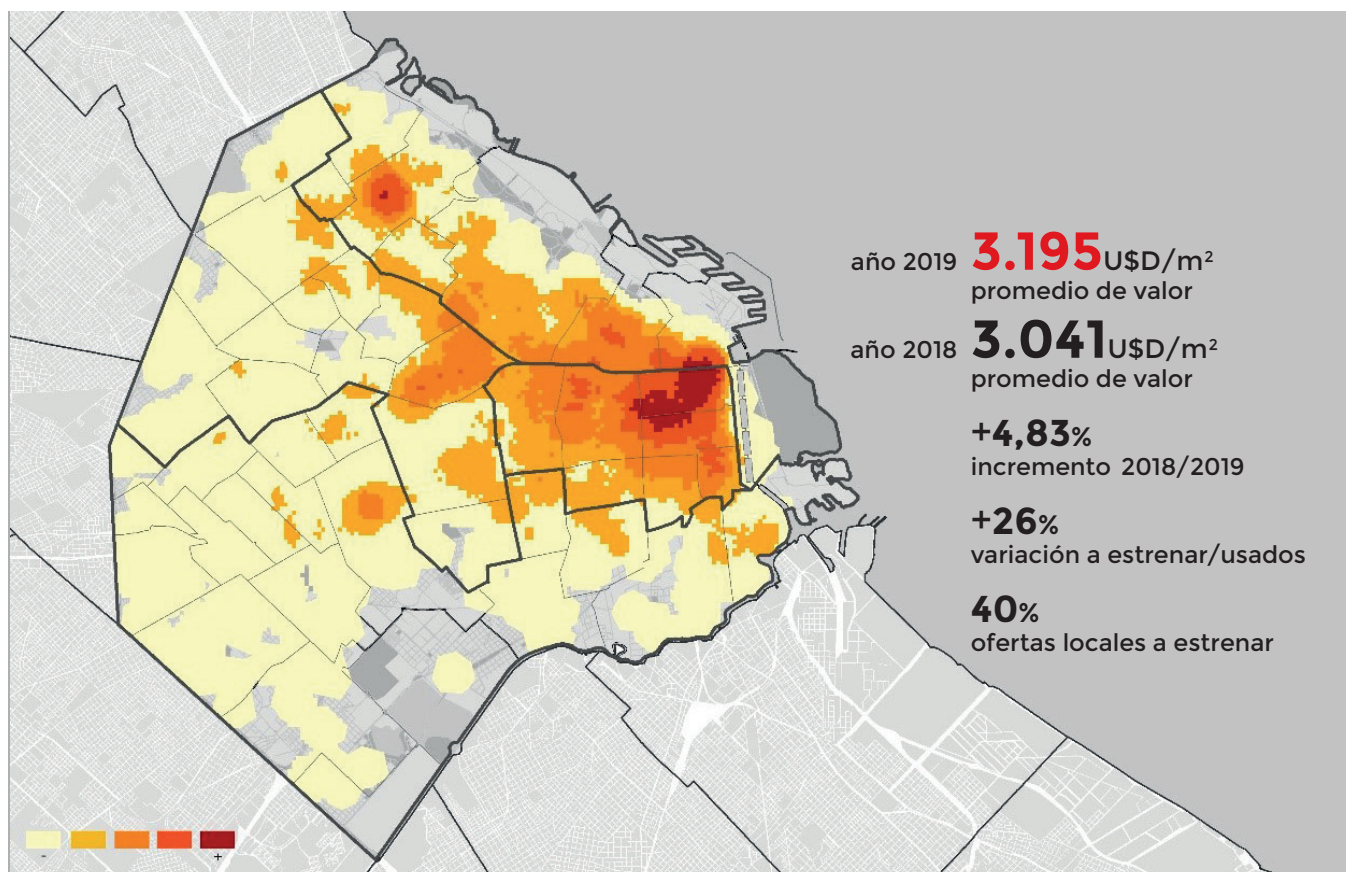 año 2019 3.195U$D/m²
promedio de valor
año 2018 3.041U$D/m²
promedio de valor
+4,83%
incremento 2018/2019
+26%
variación a estrenar/usados
40%
ofertas locales a estrenar
- +